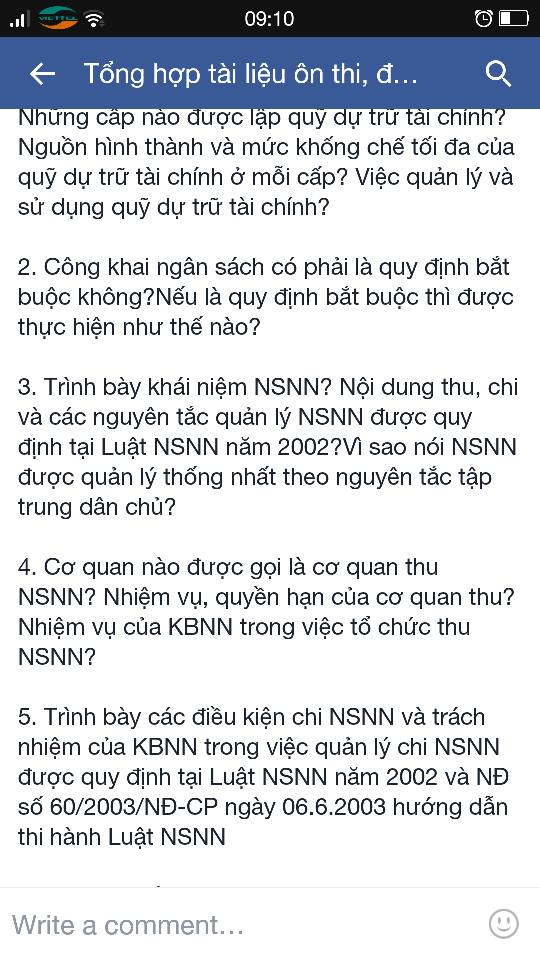 VIETTEL
09:10
Tổng hợp tài liệu ôn thi, đ...
Những cấp nào được lập quỹ dự trữ tài chính?
Nguồn hình thành và mức khống chế tối đa của
quỹ dự trữ tài chính ở mỗi cấp? Việc quản lý và
sử dụng quỹ dự trữ tài chính?
2. Công khai ngân sách có phải là quy định bắt
buộc không?Nếu là quy định bắt buộc thì được
thực hiện như thế nào?
3. Trình bày khái niệm NSNN? Nội dung thu, chi
và các nguyên tắc quản lý NSNN được quy
định tại Luật NSNN năm 2002?Vì sao nói NSNN
được quản lý thống nhất theo nguyên tắc tập
trung dân chủ?
4. Cơ quan nào được gọi là cơ quan thu
NSNN? Nhiệm vụ, quyền hạn của cơ quan thu?
Nhiệm vụ của KBNN trong việc tổ chức thu
NSNN?
5. Trình bày các điều kiện chi NSNN và trách
nhiệm của KBNN trong việc quản lý chi NSNN
được quy định tại Luật NSNN năm 2002 và NĐ
số 60/2003/NĐ-CP ngày 06.6.2003 hướng dẫn
thi hành Luật NSNN
Write a comment...